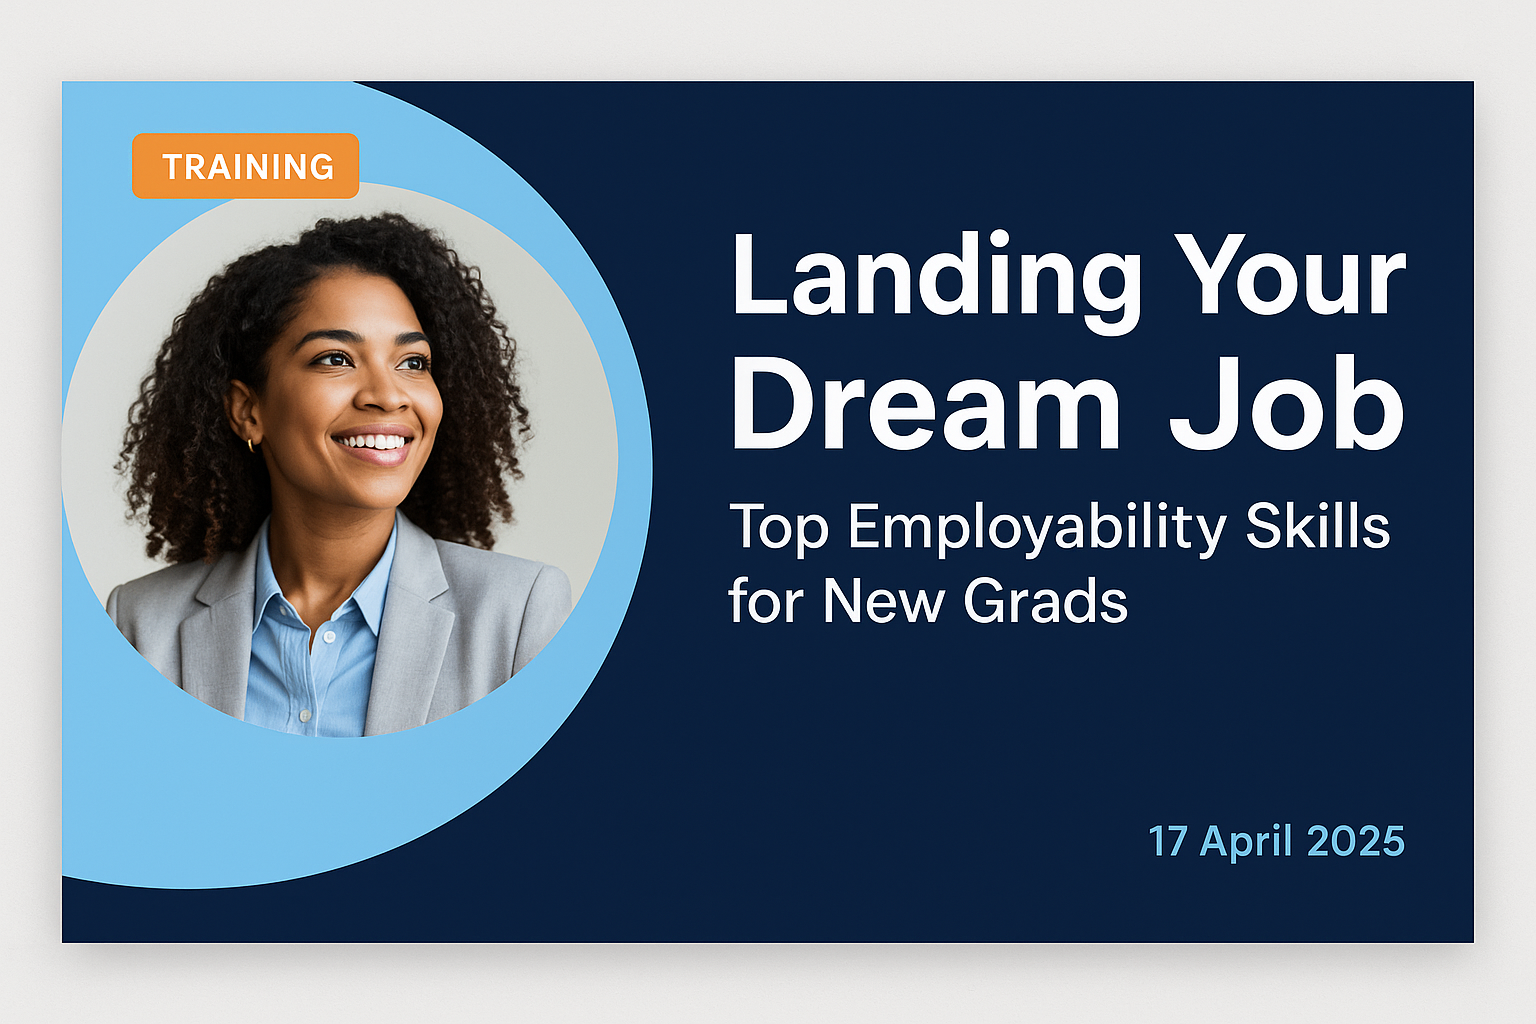 TRAINING
Landing Your
Dream Job
Top Employability Skills
for New Grads
17 April 2025